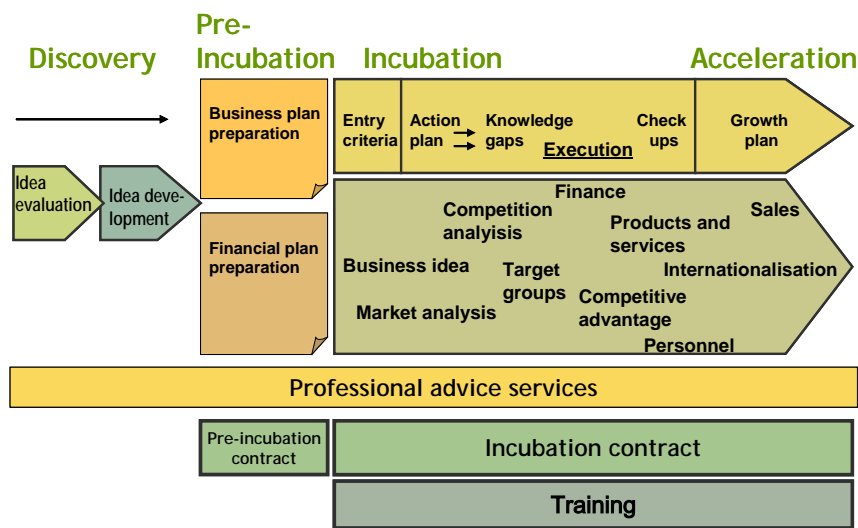 Discovery
Pre-
Incubation
Incubation
Acceleration
Business plan
preparation
Entry
criteria
Action
plan
Knowledge
gaps
Execution
Check
ups
Growth
plan
Idea
evaluation
Idea deve-
lopment
Financial plan
preparation
Finance
Competition
analyisis
Products and
services
Sales
Business idea
Target
groups
Internationalisation
Market analysis
Competitive
advantage
Personnel
Professional advice services
Pre-incubation
contract
Incubation contract
Training